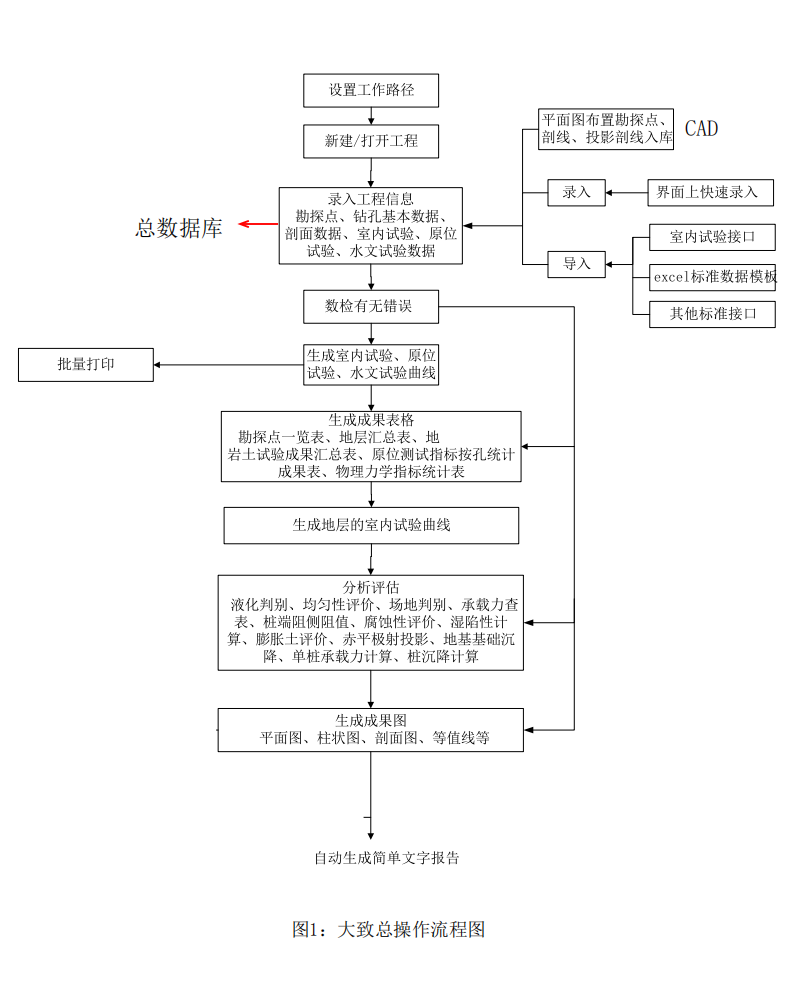 设置工作路径
新建/打开工程
录入工程信息
勘探点、钻孔基本数据、
剖面数据、室内试验、原位
试验、水文试验数据
总数据库
平面图布置勘探点、
剖线、投影剖线入库
CAD
录入
界面上快速录入
导入
室内试验接口
excel标准数据模板
其他标准接口
数检有无错误
生成室内试验、原位
试验、水文试验曲线
批量打印
生成成果表格
勘探点一览表、地层汇总表、地
岩土试验成果汇总表、原位测试指标按孔统计
成果表、物理力学指标统计表
生成地层的室内试验曲线
分析评估
液化判别、均匀性评价、场地判别、承载力查
表、桩端阻侧阻值、腐蚀性评价、湿陷性计
算、膨胀土评价、赤平极射投影、地基基础沉
降、单桩承载力计算、桩沉降计算
生成成果图
平面图、柱状图、剖面图、等值线等
自动生成简单文字报告
图1：大致总操作流程图